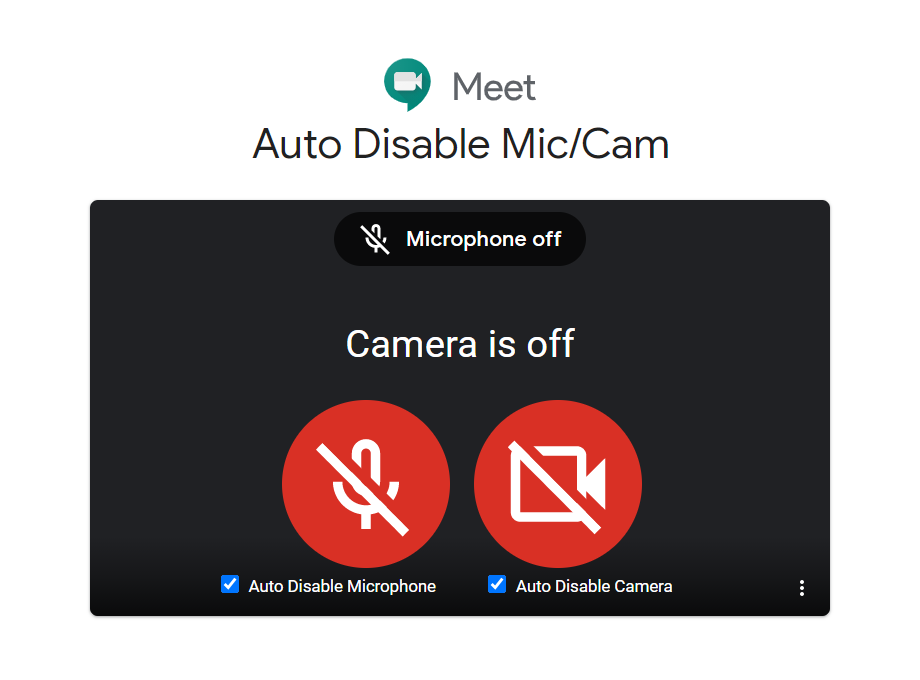 Meet
Auto Disable Mic/Cam
Microphone off
Camera is off
Auto Disable Microphone
Auto Disable Camera